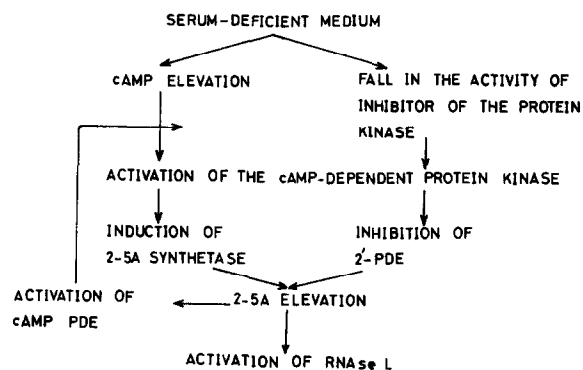 SERUM-DEFICIENT MEDIUM
cAMP ELEVATION
FALL IN THE ACTIVITY OF
INHIBITOR OF THE PROTEIN
KINASE
ACTIVATION OF THE cAMP-DEPENDENT PROTEIN KINASE
INDUCTION OF
2-5A SYNTHETASE
INHIBITION OF
2'-PDE
ACTIVATION OF
cAMP PDE
2-5A ELEVATION
ACTIVATION OF RNAse L